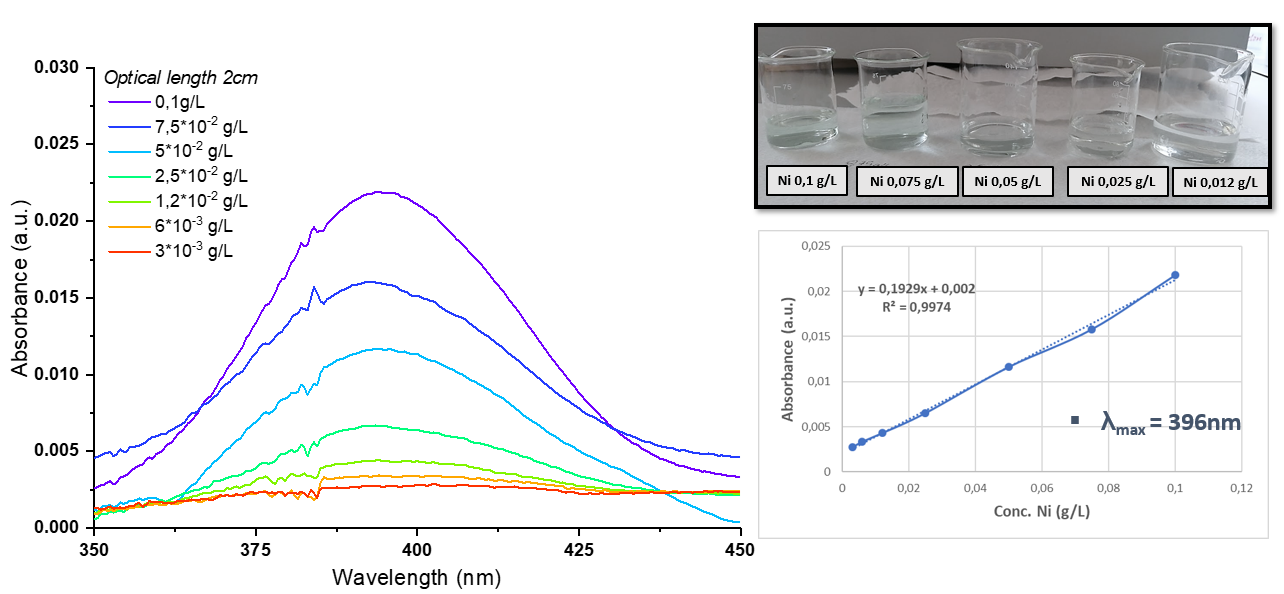 Optical length 2cm
0,1g/L
7,5*10-2 g/L
5*10-2 g/L
2,5*10-2 g/L
1,2*10-2 g/L
6*10-3 g/L
3*10-3 g/L
Absorbance (a.u.)
0.030
0.025
0.020
0.015
0.010
0.005
0.000
350
375
400
425
450
Wavelength (nm)
Ni 0,1 g/L
Ni 0,075 g/L
Ni 0,05 g/L
Ni 0,025 g/L
Ni 0,012 g/L
Absorbance (a.u.)
0,025
0,02
0,015
0,01
0,005
0
y = 0,1929x + 0,002
R² = 0,9974
▪ λmax = 396nm
0
0,02
0,04
0,06
0,08
0,1
0,12
Conc. Ni (g/L)